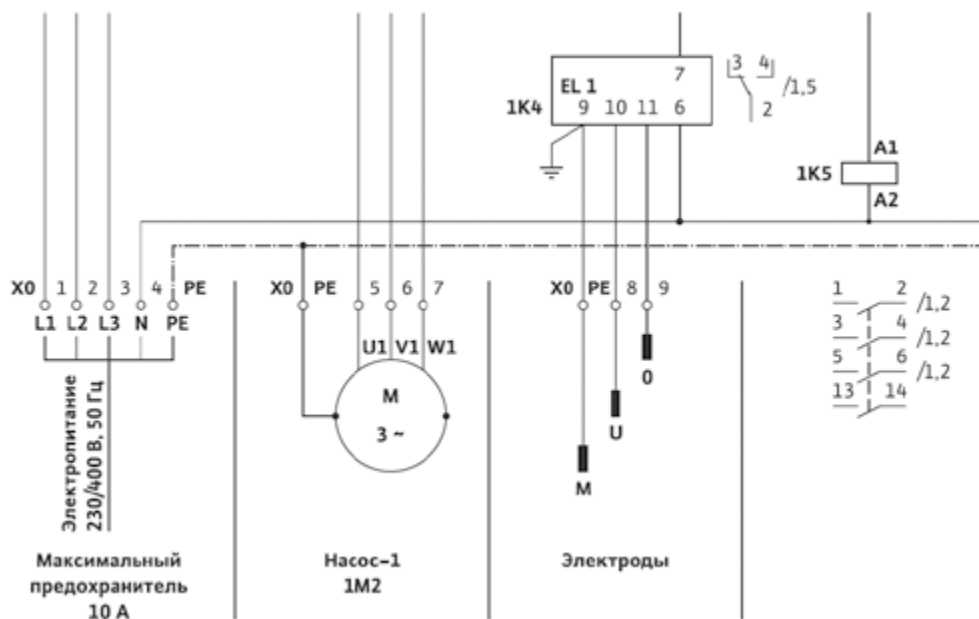 7
EL 1
1K4
9 10 11 6
3 4
/1,5
2
A1
1K5
A2
X0 1 2 3 4 PE
L1 L2 L3 N PE
X0 PE 5 6 7
U1 V1 W1
M
3 ~
X0 PE 8 9
0
U
M
1 2
/1,2
3 4
/1,2
5 6
/1,2
13 14
Электропитание
230/400 В, 50 Гц
Максимальный
предохранитель
10 А
Насос–1
1М2
Электроды